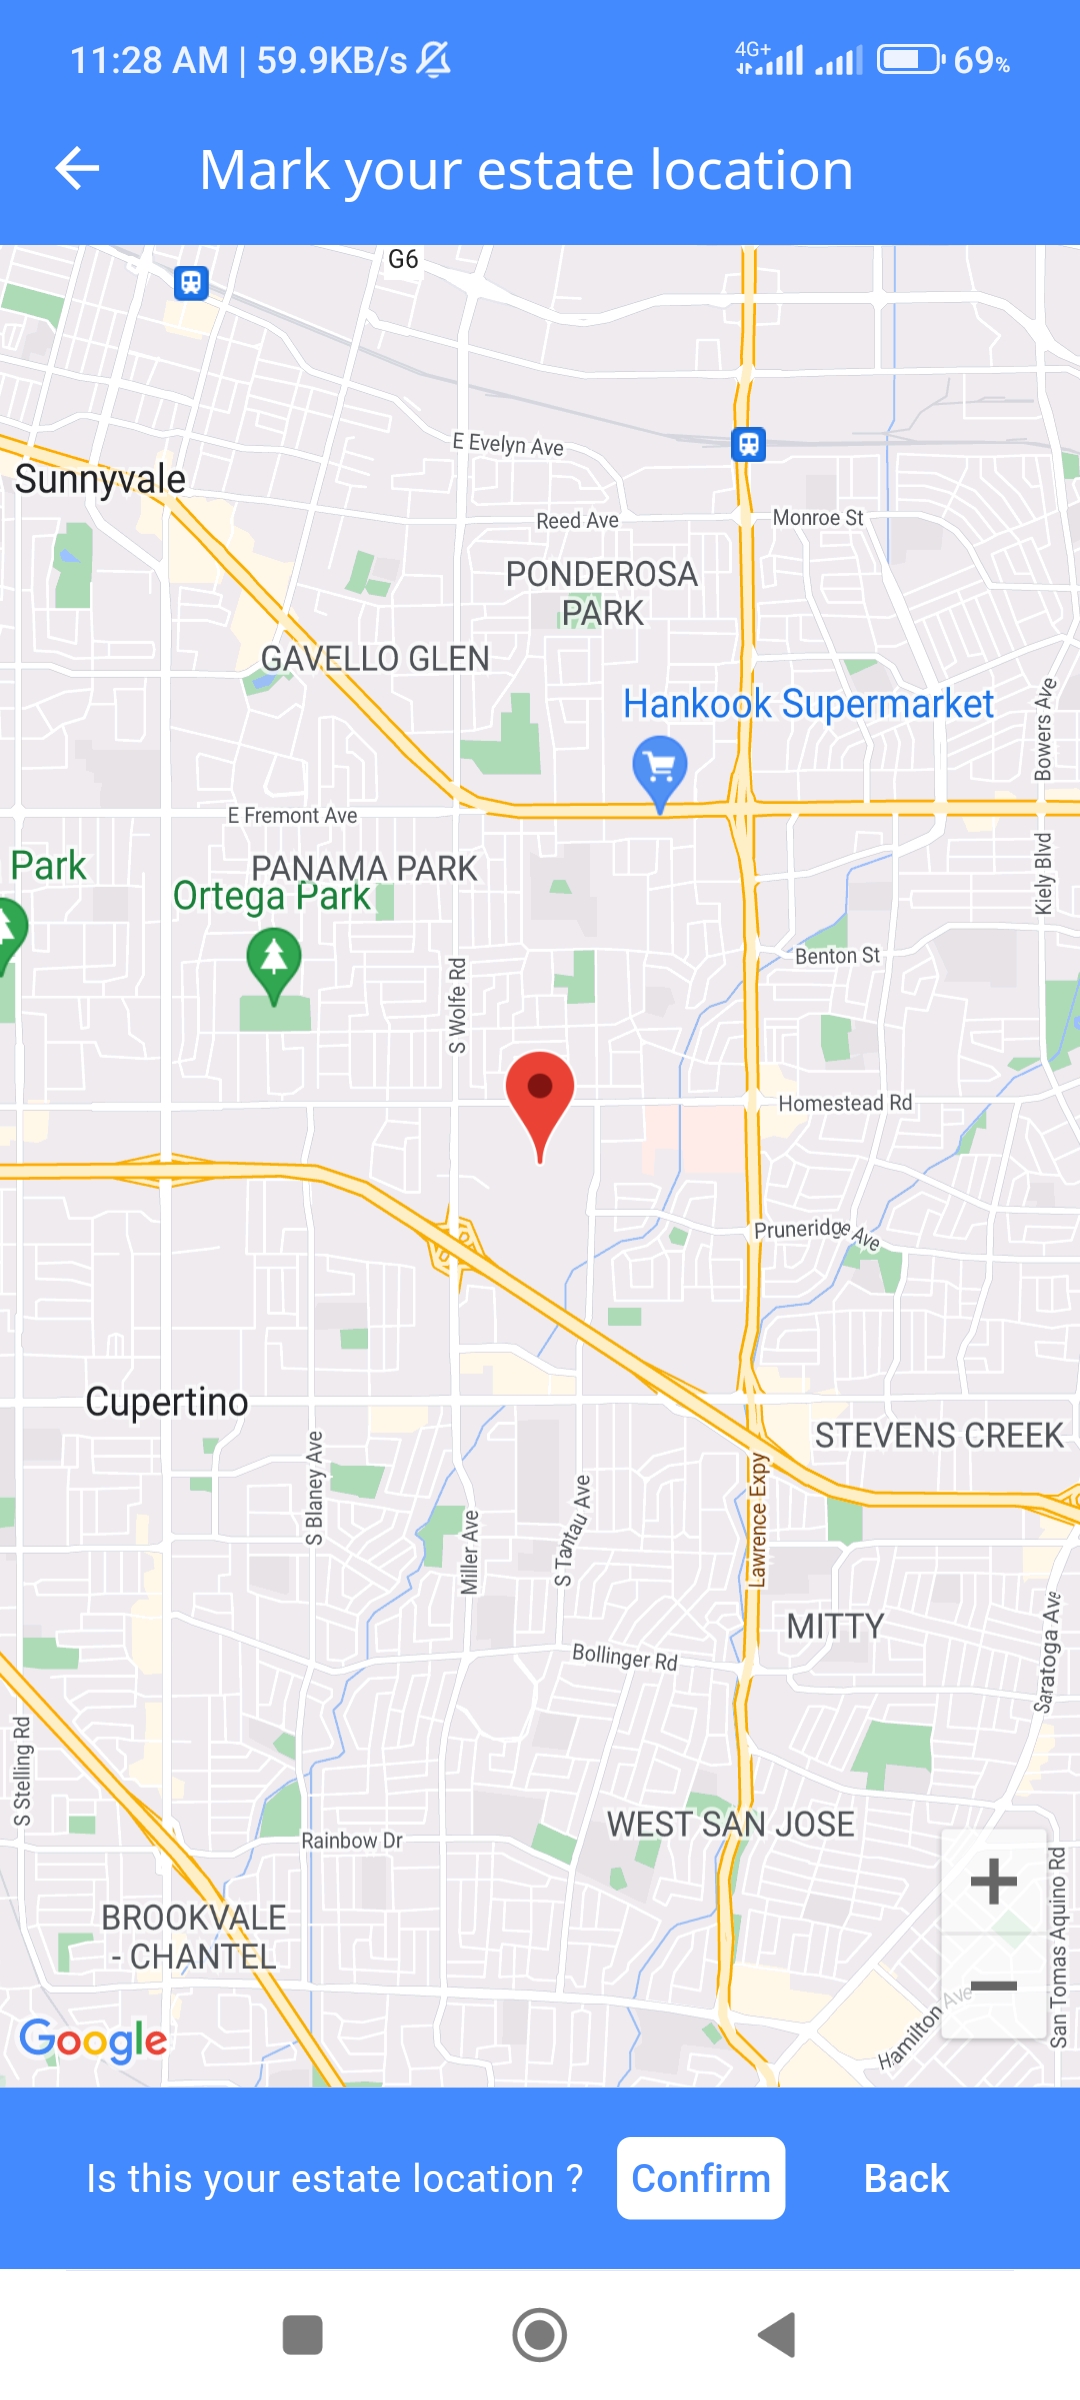 11:28 AM | 59.9KB/s
4G+
69%
Mark your estate location
G6
E Evelyn Ave
Sunnyvale
Reed Ave
Monroe St
PONDEROSA
PARK
GAVELLO GLEN
Hankook Supermarket
Bowers Ave
E Fremont Ave
Park
PANAMA PARK
Ortega Park
Kiely Blvd
Benton St
S Wolfe Rd
Homestead Rd
Pruneridge Ave
Cupertino
STEVENS CREEK
S Blaney Ave
Lawrence Expy
S Tantau Ave
Miller Ave
MITTY
Saratoga Ave
Bollinger Rd
S Stelling Rd
WEST SAN JOSE
Rainbow Dr
San Tomas Aquino Rd
BROOKVALE
- CHANTEL
Hamilton Ave
Google
Is this your estate location ?
Confirm
Back